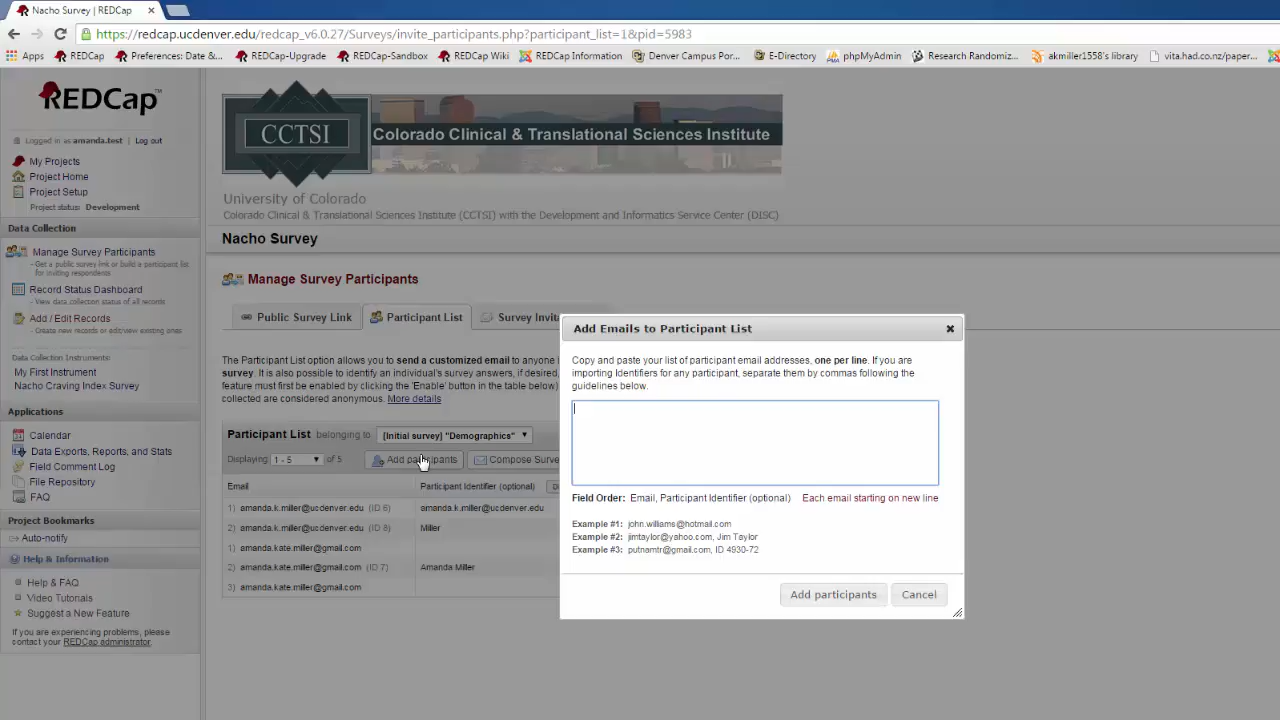 Nacho Survey | REDCap
https://redcap.ucdenver.edu/redcap_v6.0.27/Surveys/invite_participants.php?participant_list=1&pid=5983
Apps REDCap Preferences: Date &... REDCap-Upgrade REDCap-Sandbox REDCap Wiki REDCap Information Denver Campus Por... E-Directory phpMyAdmin Research Randomiz... akmiller1558's library vita.had.co.nz/paper...
REDCap
Logged in as amanda.test | Log out
My Projects
Project Home
Project Setup
Project status: Development
Data Collection
Manage Survey Participants
- Get a public survey link or build a participant list
for inviting respondents
Record Status Dashboard
- View data collection status of all records
Add / Edit Records
- Create new records or edit/view existing ones
Data Collection Instruments:
My First Instrument
Nacho Craving Index Survey
Applications
Calendar
Data Exports, Reports, and Stats
Field Comment Log
File Repository
FAQ
Project Bookmarks
Auto-notify
Help & Information
Help & FAQ
Video Tutorials
Suggest a New Feature
If you are experiencing problems, please
contact your REDCap administrator.
CCTSI
Colorado Clinical & Translational Sciences Institute
University of Colorado
Colorado Clinical & Translational Sciences Institute (CCTSI) with the Development and Informatics Service Center (DISC)
Nacho Survey
Manage Survey Participants
Public Survey Link Participant List Survey Invit
The Participant List option allows you to send a customized email to anyone i
survey. It is also possible to identify an individual's survey answers, if desired,
feature must first be enabled by clicking the 'Enable' button in the table below)
collected are considered anonymous. More details
Participant List belonging to [Initial survey] "Demographics"
Displaying 1 - 5 of 5 Add participants Compose Surve
Email Participant Identifier (optional)
1) amanda.k.miller@ucdenver.edu (ID 6) amanda.k.miller@ucdenver.edu
2) amanda.k.miller@ucdenver.edu (ID 8) Miller
1) amanda.kate.miller@gmail.com
2) amanda.kate.miller@gmail.com (ID 7) Amanda Miller
3) amanda.kate.miller@gmail.com
Add Emails to Participant List
Copy and paste your list of participant email addresses, one per line. If you are
importing Identifiers for any participant, separate them by commas following the
guidelines below.
Field Order: Email, Participant Identifier (optional) Each email starting on new line
Example #1: john.williams@hotmail.com
Example #2: jimtaylor@yahoo.com, Jim Taylor
Example #3: putnamtr@gmail.com, ID 4930-72
Add participants Cancel